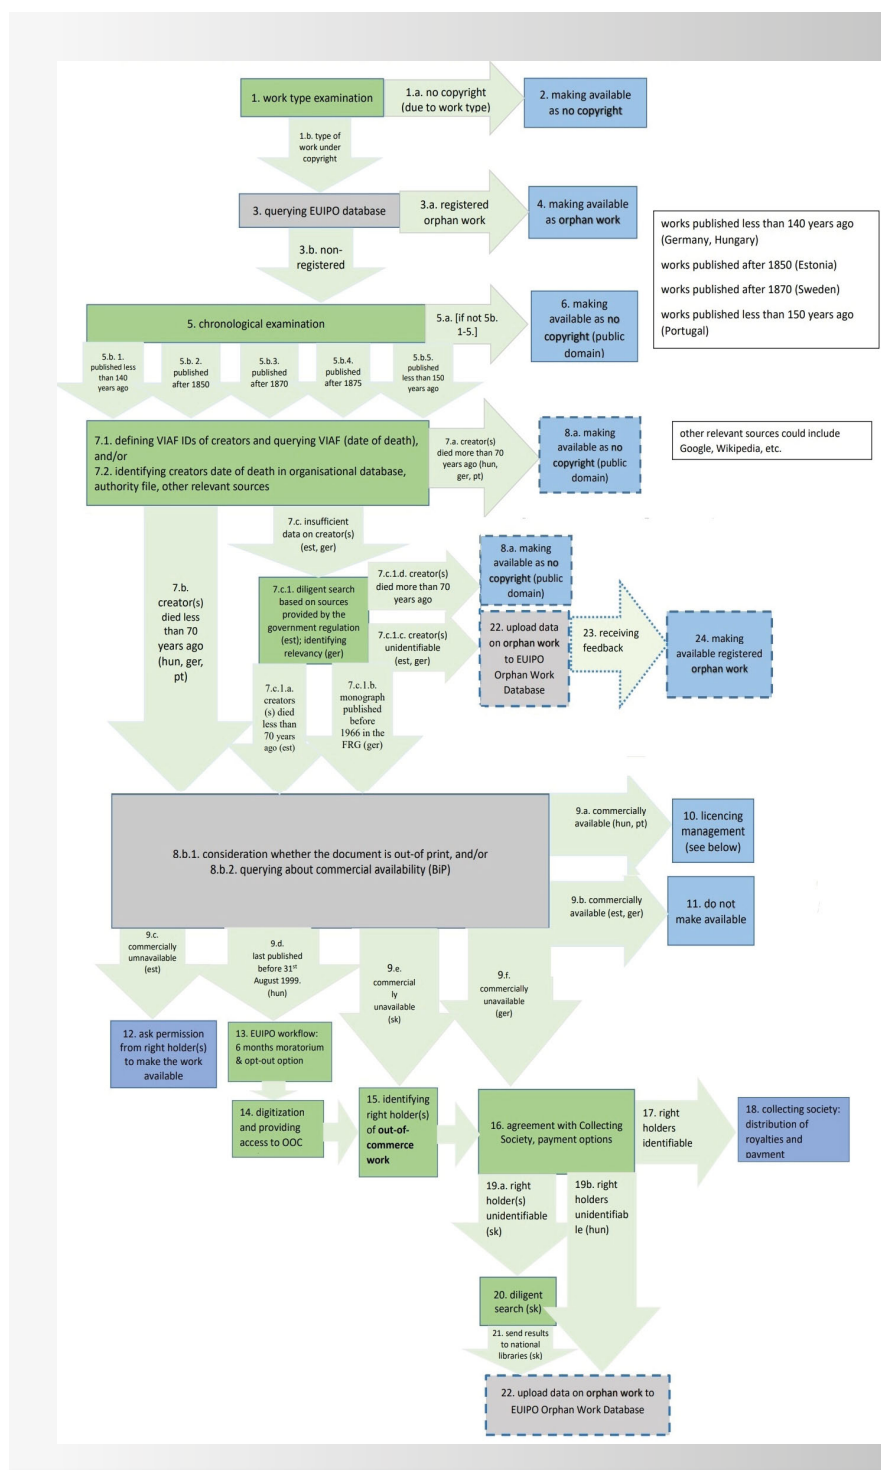 1. work type examination
1.a. no copyright
(due to work type)
2. making available
as no copyright
1.b. type of
work under
copyright
3. querying EUIPO database
3.a. registered
orphan work
4. making available
as orphan work
works published less than 140 years ago
(Germany, Hungary)
works published after 1850 (Estonia)
works published after 1870 (Sweden)
works published less than 150 years ago
(Portugal)
3.b. non-
registered
5. chronological examination
5.a. [if not 5b.
1-5.]
6. making
available as no
copyright (public
domain)
5.b. 1.
published less
than 140
years ago
5.b. 2.
published
after 1850
5.b.3.
published
after 1870
5.b.4.
published
after 1875
5.b.5.
published
less than 150
years ago
7.1. defining VIAF IDs of creators and querying VIAF (date of death),
and/or
7.2. identifying creators date of death in organisational database,
authority file, other relevant sources
7.a. creator(s)
died more than 70
years ago (hun,
ger, pt)
8.a. making
available as no
copyright (public
domain)
other relevant sources could include
Google, Wikipedia, etc.
7.b.
creator(s)
died less
than 70
years ago
(hun, ger,
pt)
7.c. insufficient
data on creator(s)
(est, ger)
7.c.1. diligent search
based on sources
provided by the
government regulation
(est); identifying
relevancy (ger)
7.c.1.d. creator(s)
died more than 70
years ago
8.a. making
available as no
copyright (public
domain)
7.c.1.c. creator(s)
unidentifiable
(est, ger)
22. upload data
on orphan work
to EUIPO
Orphan Work
Database
23. receiving
feedback
24. making
available registered
orphan work
7.c.1.a.
creators
(s) died
less than
70 years
ago (est)
7.c.1.b.
monograph
published
before
1966 in the
FRG (ger)
8.b.1. consideration whether the document is out-of print, and/or
8.b.2. querying about commercial availability (BiP)
9.a. commercially
available (hun, pt)
10. licencing
management
(see below)
9.b. commercially
available (est, ger)
11. do not
make available
9.c.
commercially
umnavailable
(est)
9.d.
last published
before 31st
August 1999.
(hun)
9.e.
commercial
ly
unavailable
(sk)
9.f.
commercially
unavailable
(ger)
12. ask permission
from right holder(s)
to make the work
available
13. EUIPO workflow:
6 months moratorium
& opt-out option
14. digitization
and providing
access to OOC
15. identifying
right holder(s)
of out-of-
commerce
work
16. agreement with Collecting
Society, payment options
17. right
holders
identifiable
18. collecting society:
distribution of
royalties and
payment
19.a. right
holder(s)
unidentifiable
(sk)
19b. right
holders
unidentifiab
le (hun)
20. diligent
search (sk)
21. send results
to national
libraries (sk)
22. upload data on orphan work to
EUIPO Orphan Work Database